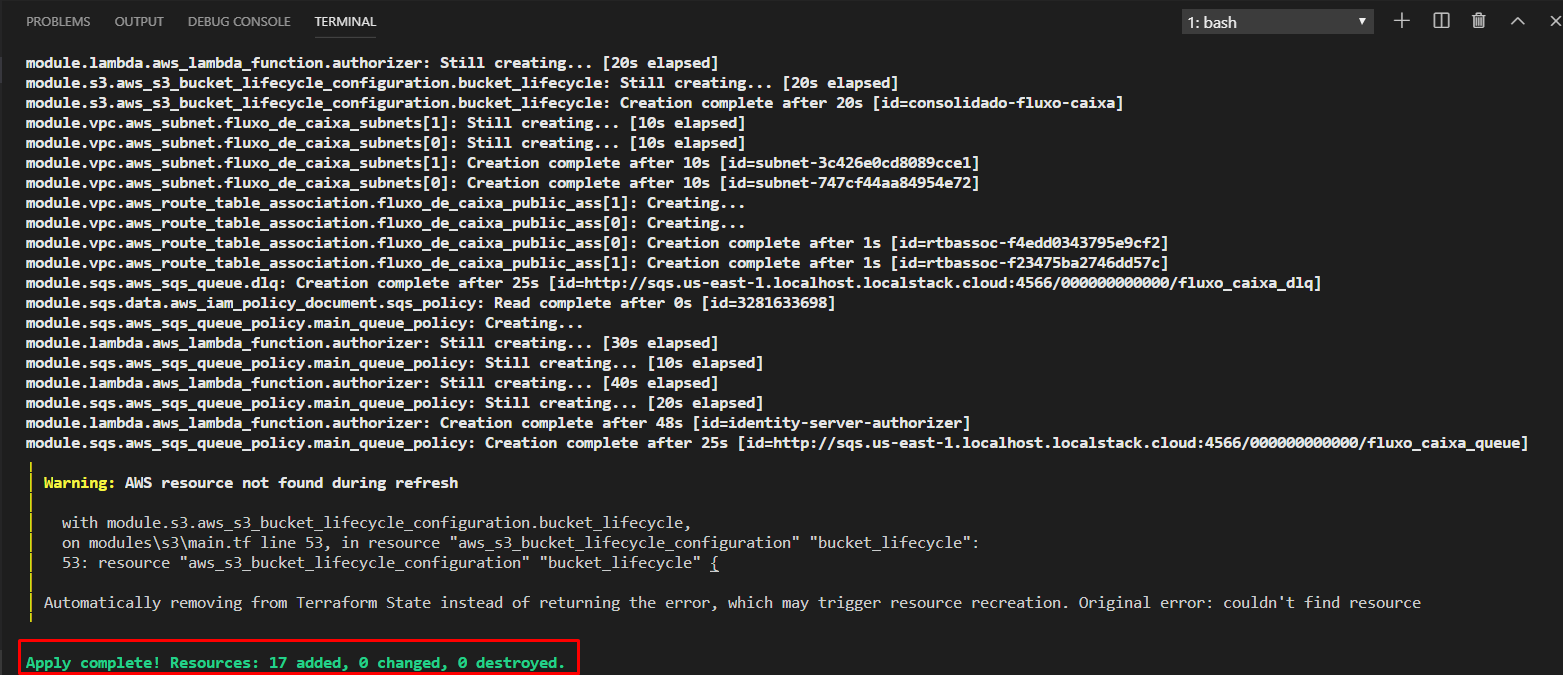 PROBLEMS OUTPUT DEBUG CONSOLE TERMINAL 1: bash
module.lambda.aws_lambda_function.authorizer: Still creating... [20s elapsed]
module.s3.aws_s3_bucket_lifecycle_configuration.bucket_lifecycle: Still creating... [20s elapsed]
module.s3.aws_s3_bucket_lifecycle_configuration.bucket_lifecycle: Creation complete after 20s [id=consolidado-fluxo-caixa]
module.vpc.aws_subnet.fluxo_de_caixa_subnets[1]: Still creating... [10s elapsed]
module.vpc.aws_subnet.fluxo_de_caixa_subnets[0]: Still creating... [10s elapsed]
module.vpc.aws_subnet.fluxo_de_caixa_subnets[1]: Creation complete after 10s [id=subnet-3c426e0cd8089cce1]
module.vpc.aws_subnet.fluxo_de_caixa_subnets[0]: Creation complete after 10s [id=subnet-747cf44aa84954e72]
module.vpc.aws_route_table_association.fluxo_de_caixa_public_ass[1]: Creating...
module.vpc.aws_route_table_association.fluxo_de_caixa_public_ass[0]: Creating...
module.vpc.aws_route_table_association.fluxo_de_caixa_public_ass[0]: Creation complete after 1s [id=rtbassoc-f4edd0343795e9cf2]
module.vpc.aws_route_table_association.fluxo_de_caixa_public_ass[1]: Creation complete after 1s [id=rtbassoc-f23475ba2746dd57c]
module.sqs.aws_sqs_queue.dlq: Creation complete after 25s [id=http://sqs.us-east-1.localhost.localstack.cloud:4566/000000000000/fluxo_caixa_dlq]
module.sqs.data.aws_iam_policy_document.sqs_policy: Read complete after 0s [id=3281633698]
module.sqs.aws_sqs_queue_policy.main_queue_policy: Creating...
module.lambda.aws_lambda_function.authorizer: Still creating... [30s elapsed]
module.sqs.aws_sqs_queue_policy.main_queue_policy: Still creating... [10s elapsed]
module.lambda.aws_lambda_function.authorizer: Still creating... [40s elapsed]
module.sqs.aws_sqs_queue_policy.main_queue_policy: Still creating... [20s elapsed]
module.lambda.aws_lambda_function.authorizer: Creation complete after 48s [id=identity-server-authorizer]
module.sqs.aws_sqs_queue_policy.main_queue_policy: Creation complete after 25s [id=http://sqs.us-east-1.localhost.localstack.cloud:4566/000000000000/fluxo_caixa_queue]
Warning: AWS resource not found during refresh
with module.s3.aws_s3_bucket_lifecycle_configuration.bucket_lifecycle,
on modules\s3\main.tf line 53, in resource "aws_s3_bucket_lifecycle_configuration" "bucket_lifecycle":
53: resource "aws_s3_bucket_lifecycle_configuration" "bucket_lifecycle" {
Automatically removing from Terraform State instead of returning the error, which may trigger resource recreation. Original error: couldn't find resource
Apply complete! Resources: 17 added, 0 changed, 0 destroyed.